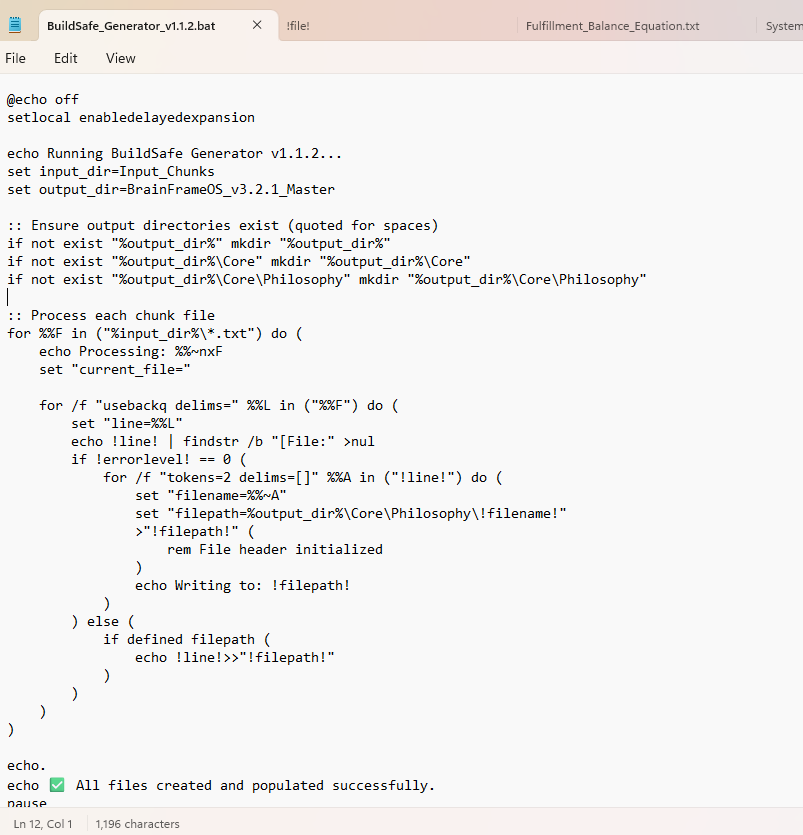 BuildSafe_Generator_v1.1.2.bat ✕ !file! Fulfillment_Balance_Equation.txt System
File Edit View
@echo off
setlocal enabledelayedexpansion

echo Running BuildSafe Generator v1.1.2...
set input_dir=Input_Chunks
set output_dir=BrainFrameOS_v3.2.1_Master

:: Ensure output directories exist (quoted for spaces)
if not exist "%output_dir%" mkdir "%output_dir%"
if not exist "%output_dir%\Core" mkdir "%output_dir%\Core"
if not exist "%output_dir%\Core\Philosophy" mkdir "%output_dir%\Core\Philosophy"

:: Process each chunk file
for %%F in ("%input_dir%\*.txt") do (
    echo Processing: %%~nxF
    set "current_file="

    for /f "usebackq delims=" %%L in ("%%F") do (
        set "line=%%L"
        echo !line! | findstr /b "[File:" >nul
        if !errorlevel! == 0 (
            for /f "tokens=2 delims=[]" %%A in ("!line!") do (
                set "filename=%%~A"
                set "filepath=%output_dir%\Core\Philosophy\!filename!"
                >"!filepath!" (
                    rem File header initialized
                )
                echo Writing to: !filepath!
            )
        ) else (
            if defined filepath (
                echo !line!>>"!filepath!"
            )
        )
    )
)

echo.
echo ✅ All files created and populated successfully.
pause
Ln 12, Col 1 1,196 characters